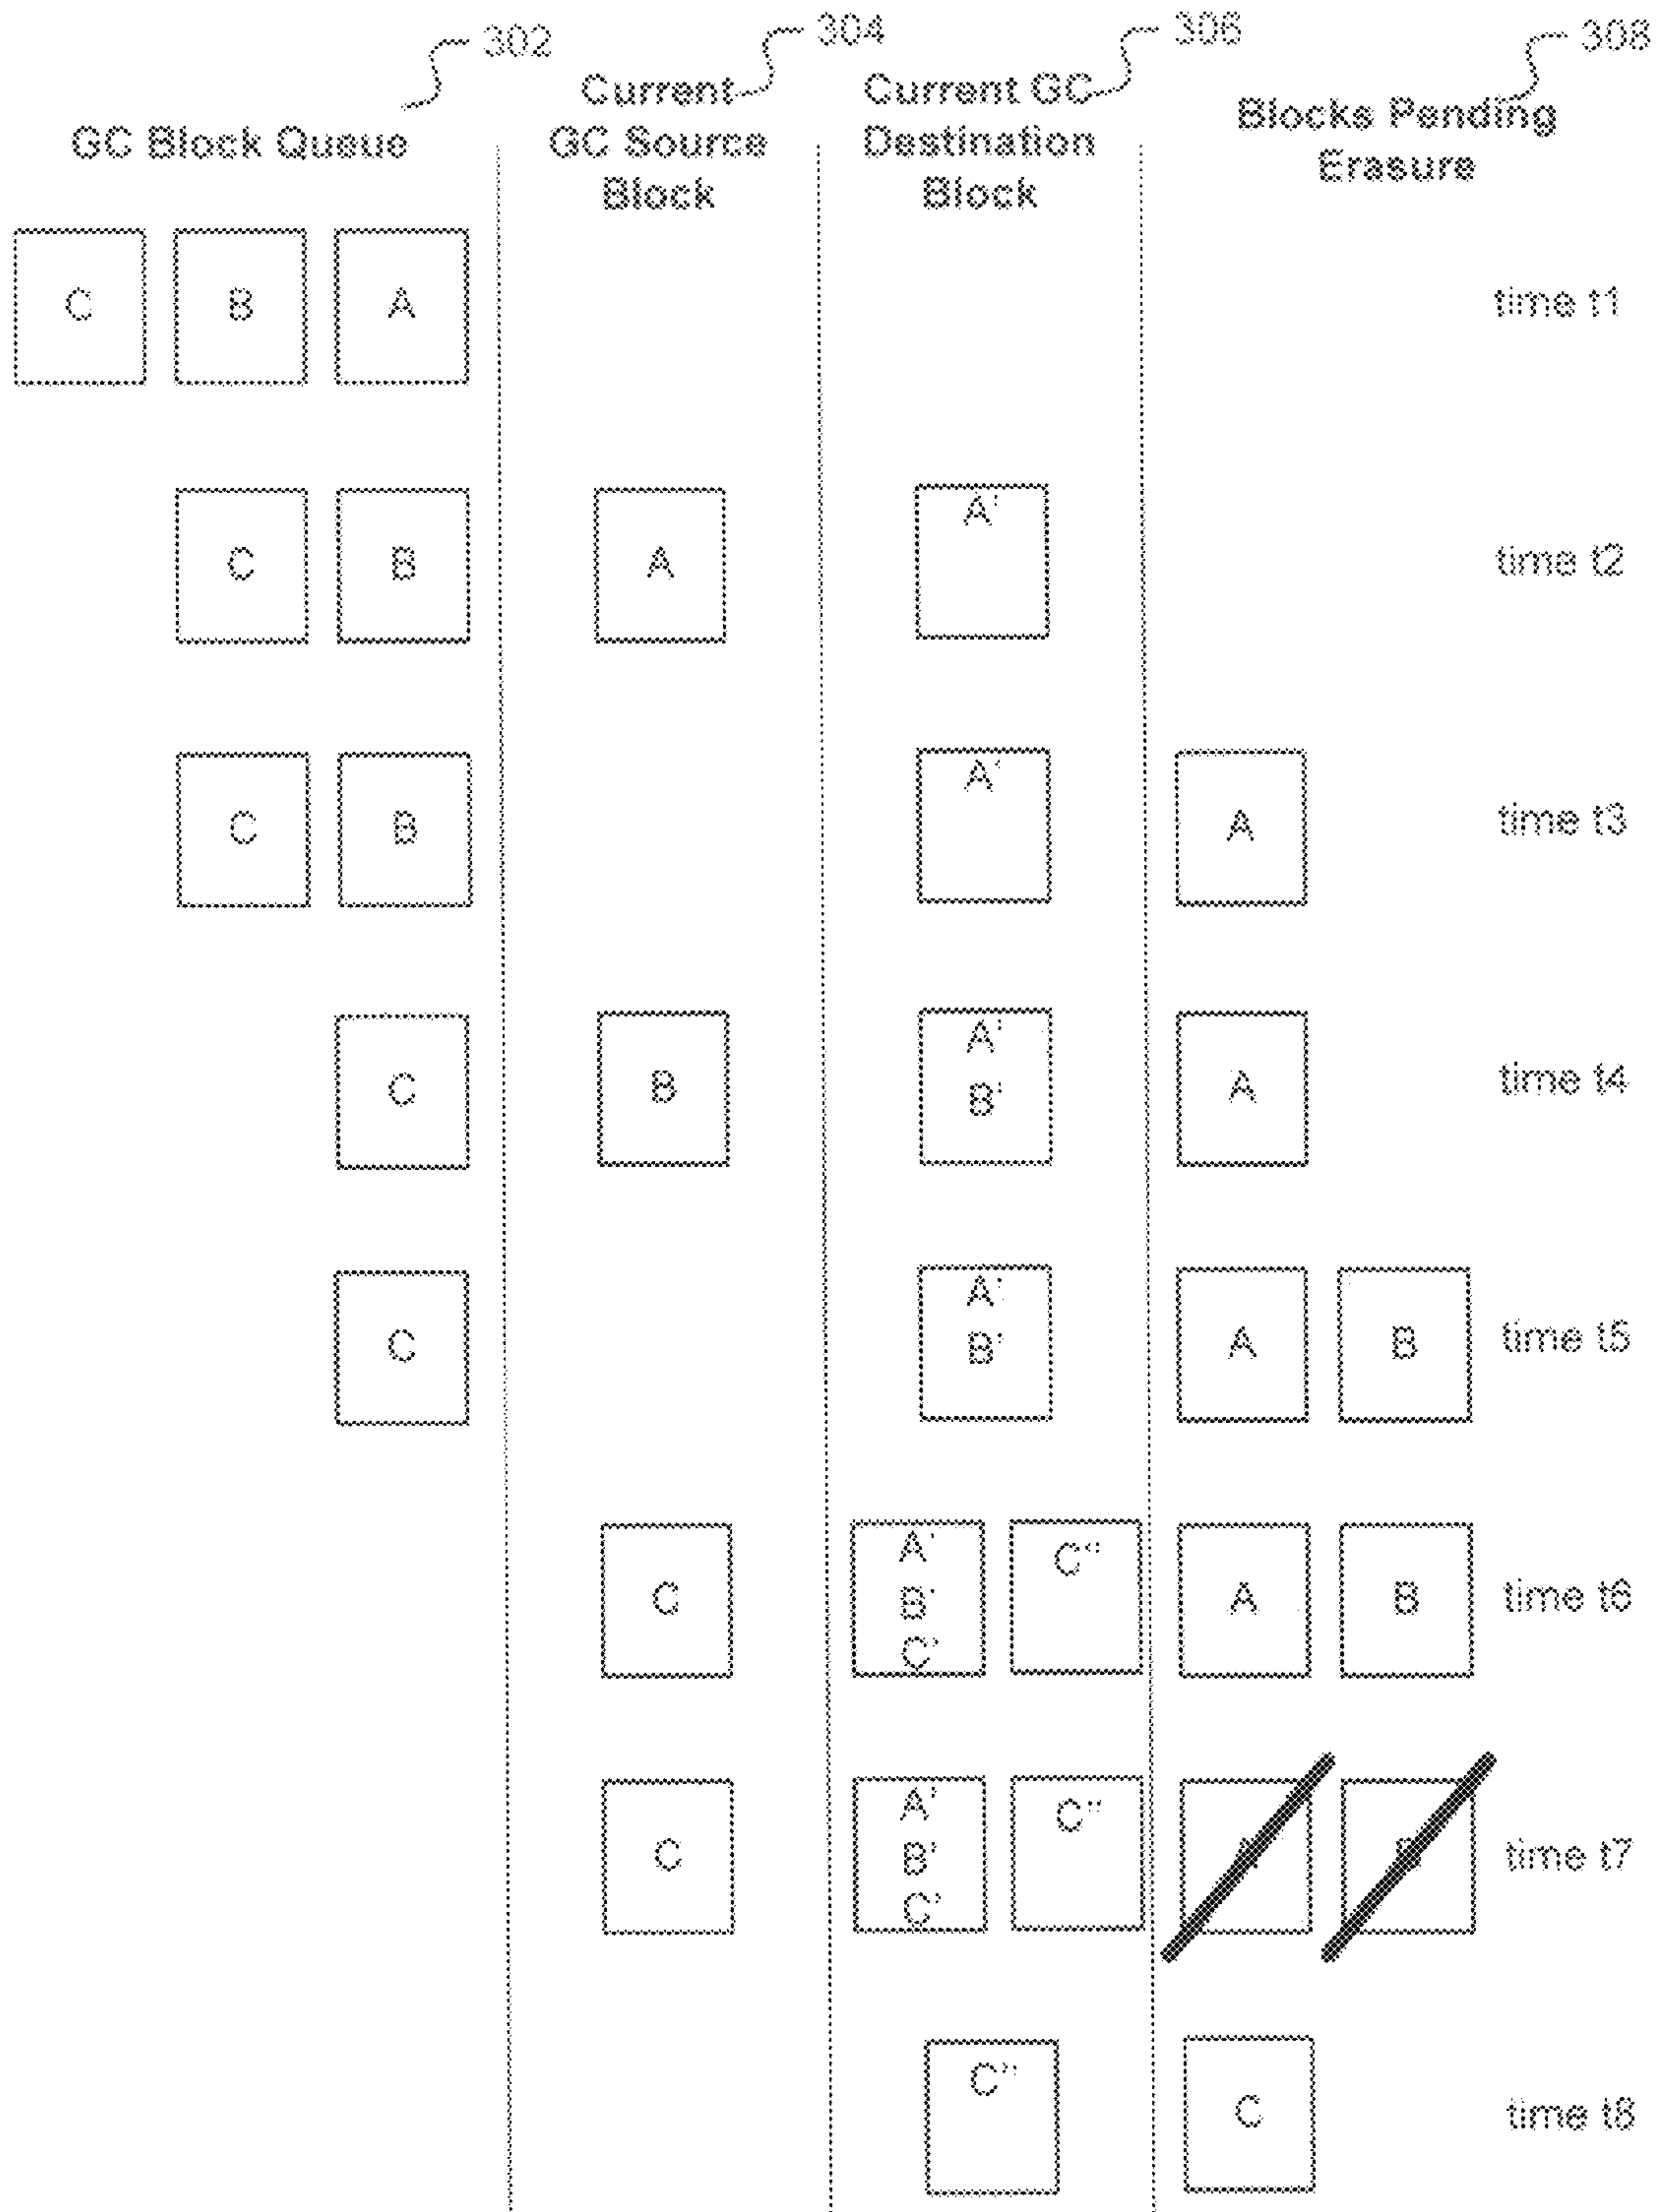 302
304
306
308
GC Block Queue
Current
GC Source
Block
Current GC
Destination
Block
Blocks Pending
Erasure
C B A time t1
C B A A' time t2
C B A' A time t3
C B A' B' A time t4
C A' B' A B time t5
C A' B' C' C" A B time t6
C A' B' C' C" A B time t7
C" C time t8